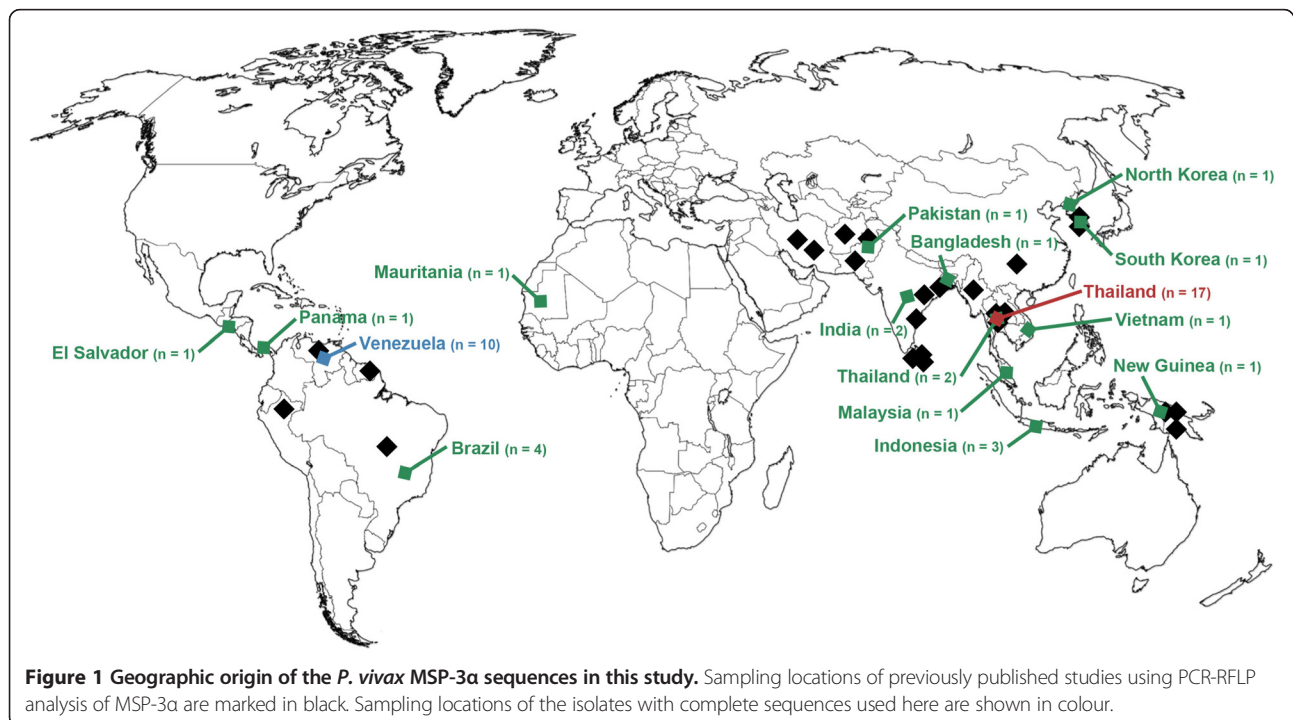 North Korea (n = 1)
Pakistan (n = 1)
Bangladesh (n = 1)
South Korea (n = 1)
Mauritania (n = 1)
Thailand (n = 17)
Panama (n = 1)
India (n = 2)
Vietnam (n = 1)
El Salvador (n = 1)
Venezuela (n = 10)
Thailand (n = 2)
New Guinea (n = 1)
Malaysia (n = 1)
Brazil (n = 4)
Indonesia (n = 3)
Figure 1 Geographic origin of the P. vivax MSP-3α sequences in this study. Sampling locations of previously published studies using PCR-RFLP
analysis of MSP-3α are marked in black. Sampling locations of the isolates with complete sequences used here are shown in colour.